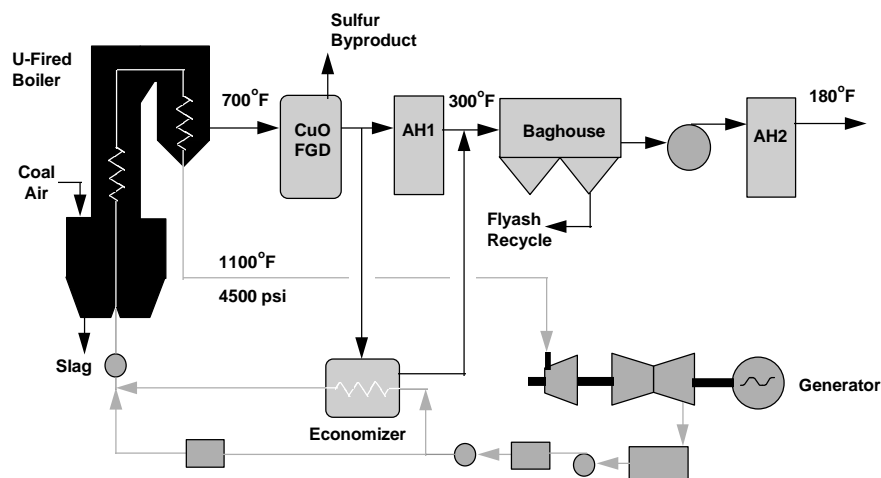 Sulfur
Byproduct
U-Fired
Boiler
700°F
CuO
FGD
AH1
300°F
Baghouse
AH2
180°F
Coal
Air
Flyash
Recycle
1100°F
4500 psi
Slag
Economizer
Generator